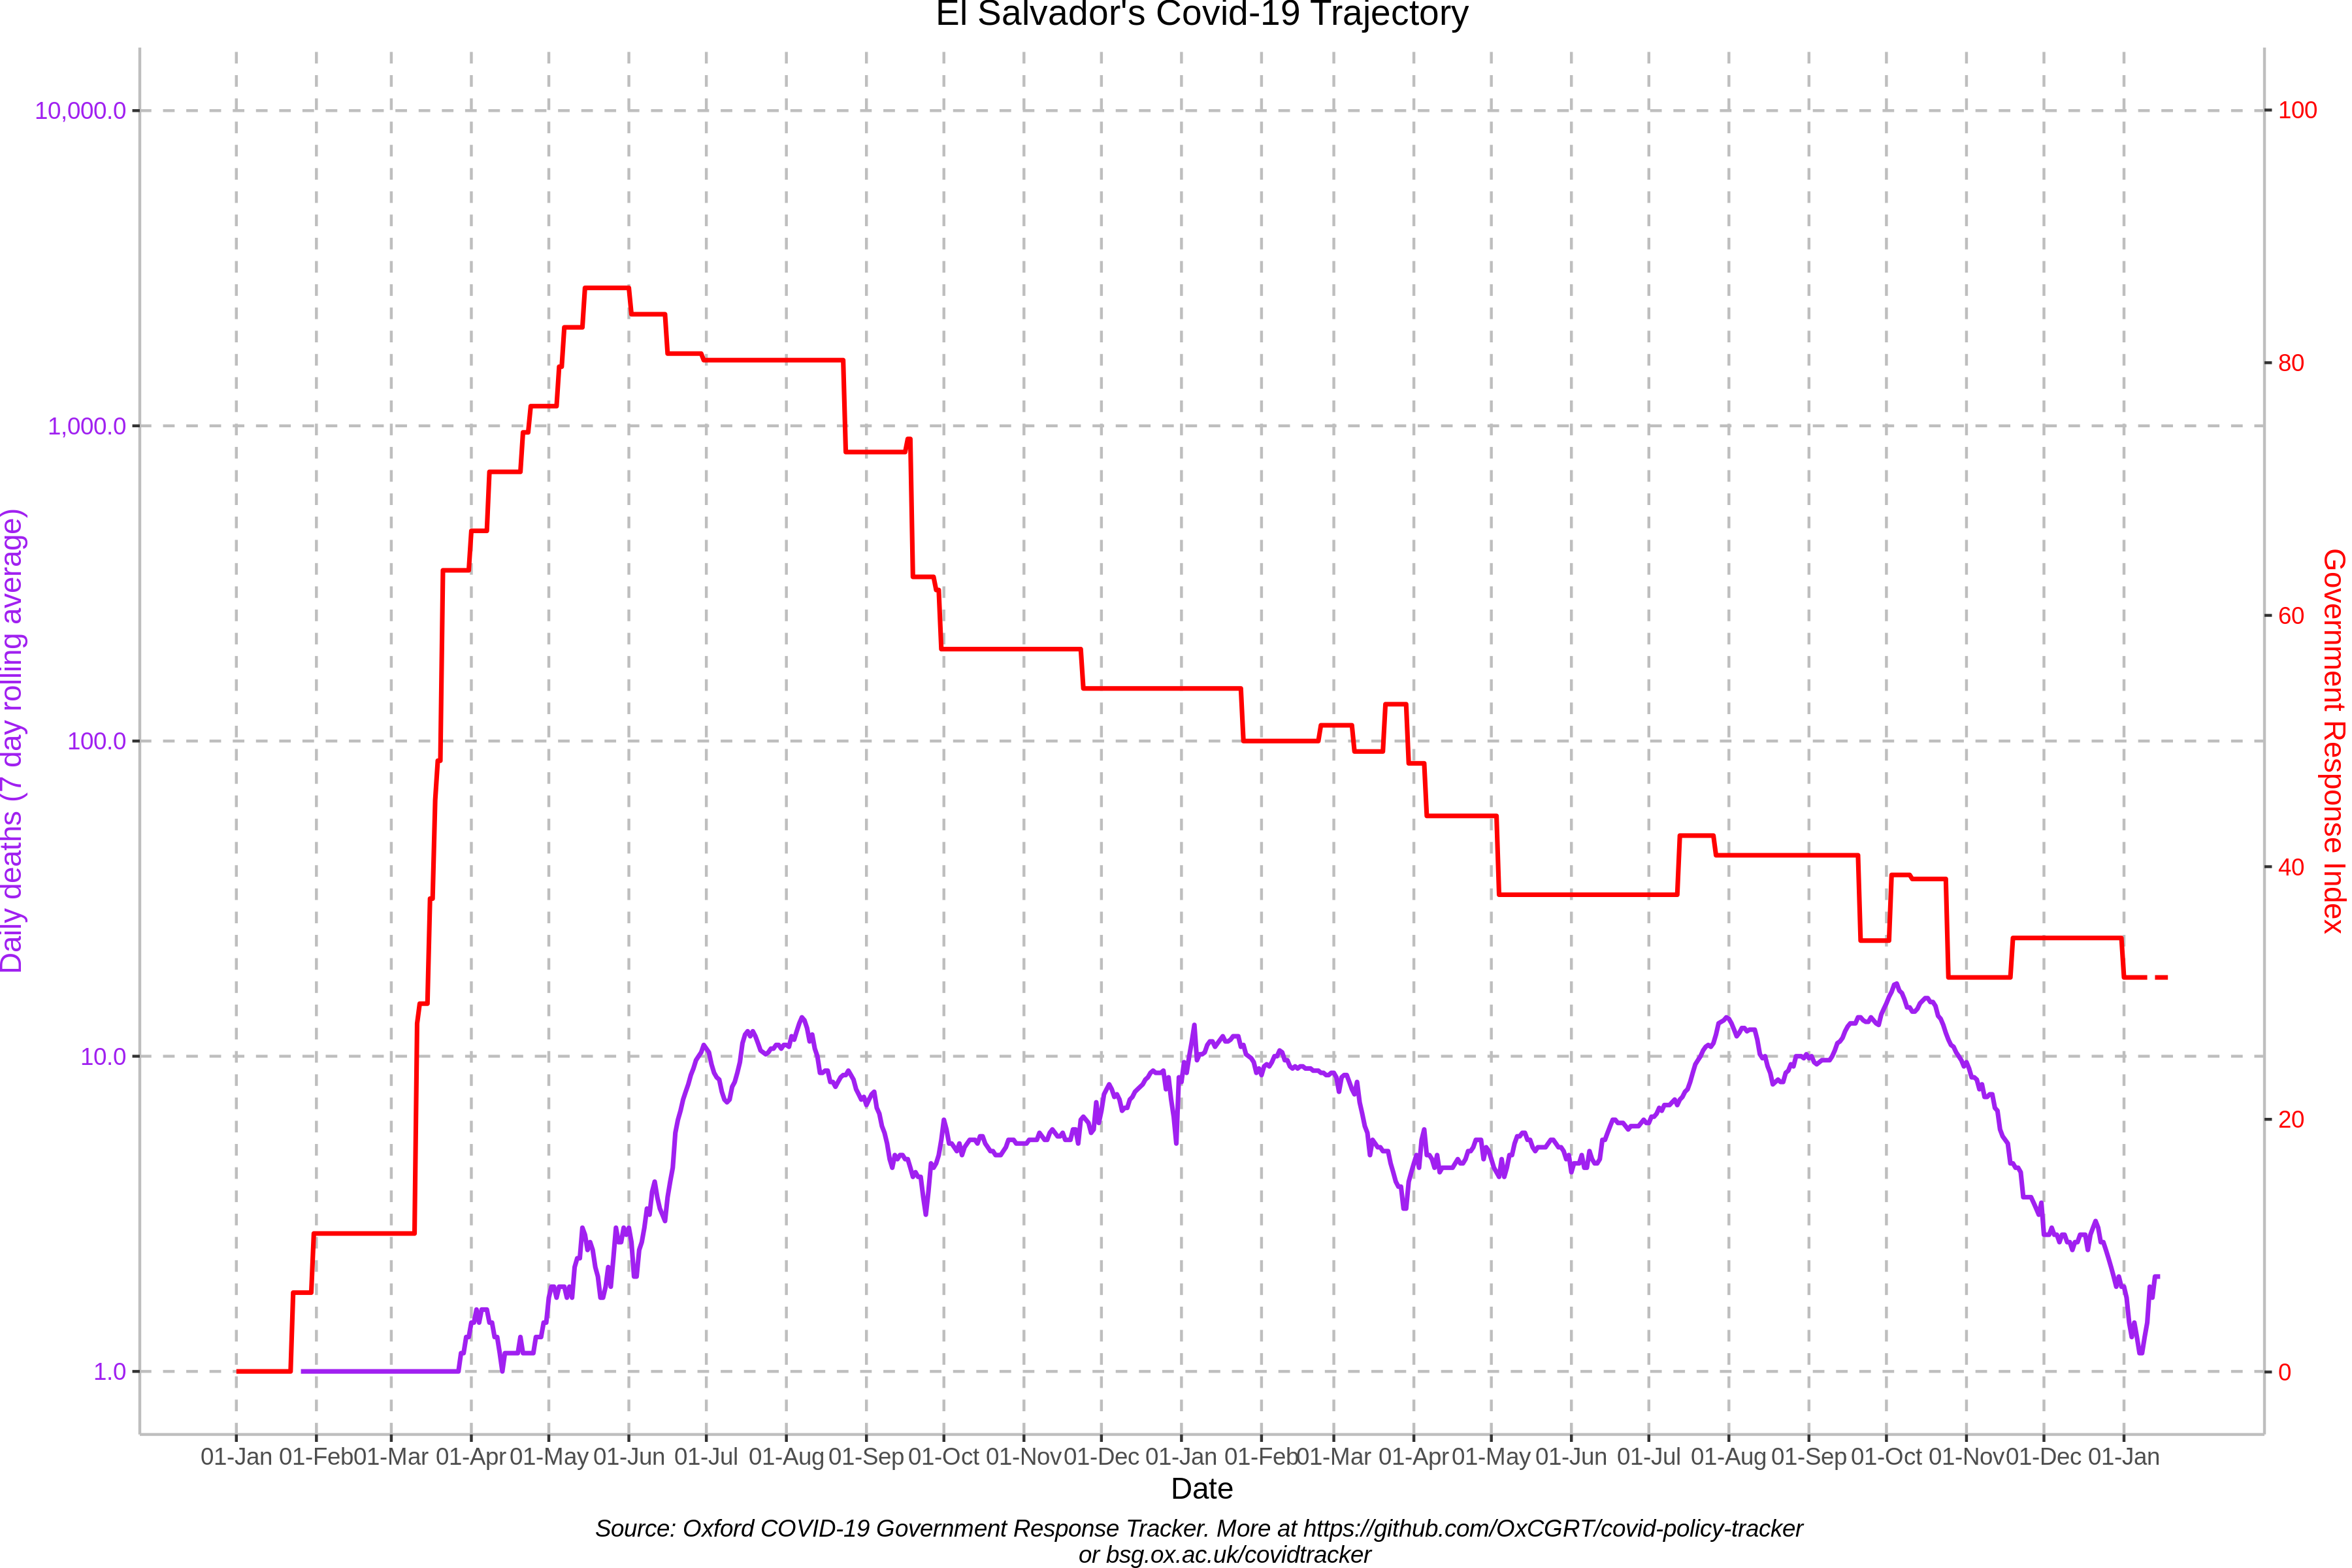 El Salvador's Covid-19 Trajectory
10,000.0
1,000.0
100.0
10.0
1.0
Daily deaths (7 day rolling average)
100
80
60
40
20
0
Government Response Index
01-Jan 01-Feb 01-Mar 01-Apr 01-May 01-Jun 01-Jul 01-Aug 01-Sep 01-Oct 01-Nov 01-Dec 01-Jan 01-Feb 01-Mar 01-Apr 01-May 01-Jun 01-Jul 01-Aug 01-Sep 01-Oct 01-Nov 01-Dec 01-Jan
Date
Source: Oxford COVID-19 Government Response Tracker. More at https://github.com/OxCGRT/covid-policy-tracker
or bsg.ox.ac.uk/covidtracker